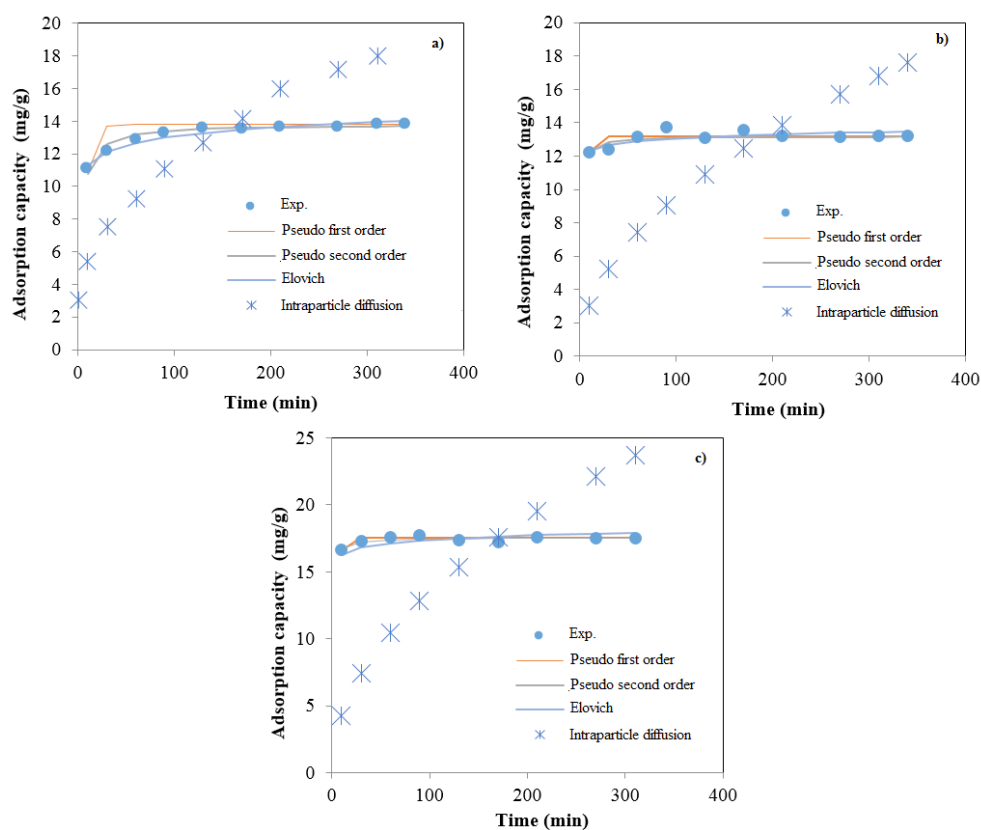 a)
20
18
16
14
12
10
8
6
4
2
0
Adsorption capacity (mg/g)
Exp.
Pseudo first order
Pseudo second order
Elovich
Intraparticle diffusion
0 100 200 300 400
Time (min)
b)
20
18
16
14
12
10
8
6
4
2
0
Adsorption capacity (mg/g)
Exp.
Pseudo first order
Pseudo second order
Elovich
Intraparticle diffusion
0 100 200 300 400
Time (min)
c)
25
20
15
10
5
0
Adsorption capacity (mg/g)
Exp.
Pseudo first order
Pseudo second order
Elovich
Intraparticle diffusion
0 100 200 300 400
Time (min)